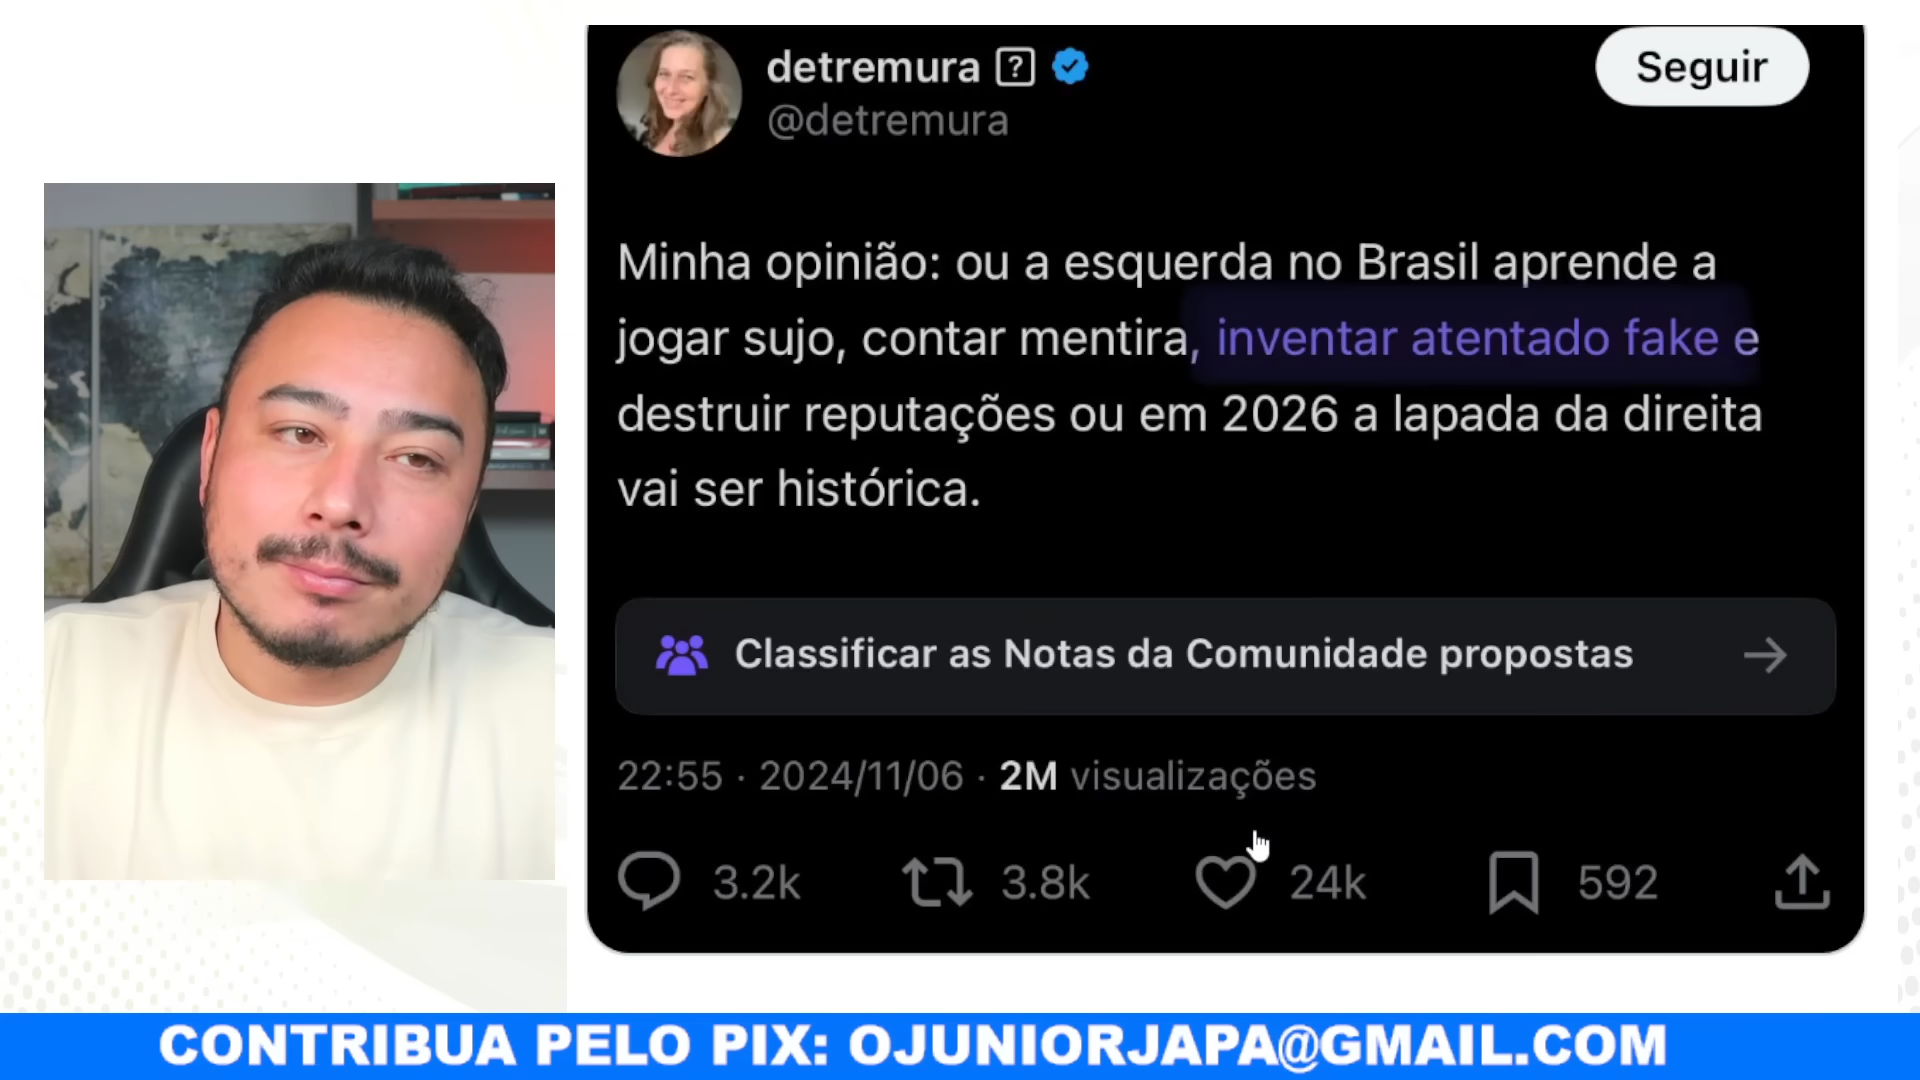 detremura
@detremura
Seguir
Minha opinião: ou a esquerda no Brasil aprende a
jogar sujo, contar mentira, inventar atentado fake e
destruir reputações ou em 2026 a lapada da direita
vai ser histórica.
Classificar as Notas da Comunidade propostas
22:55 · 2024/11/06 · 2M visualizações
3.2k 3.8k 24k 592
CONTRIBUA PELO PIX: OJUNIORJAPA@GMAIL.COM